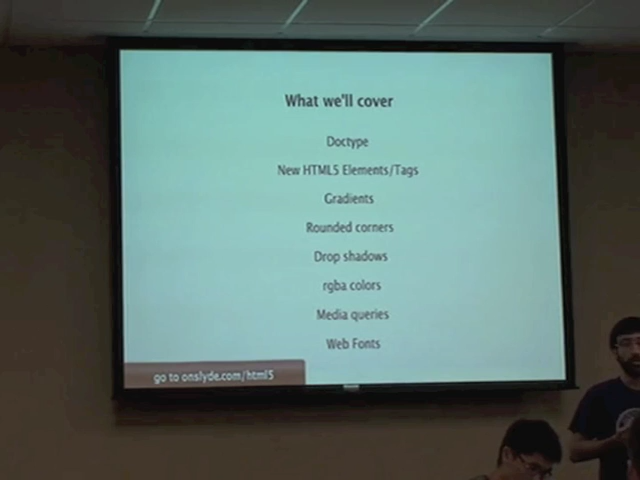 What we'll cover
Doctype
New HTML5 Elements/Tags
Gradients
Rounded corners
Drop shadows
rgba colors
Media queries
Web Fonts
go to onslyde.com/html5